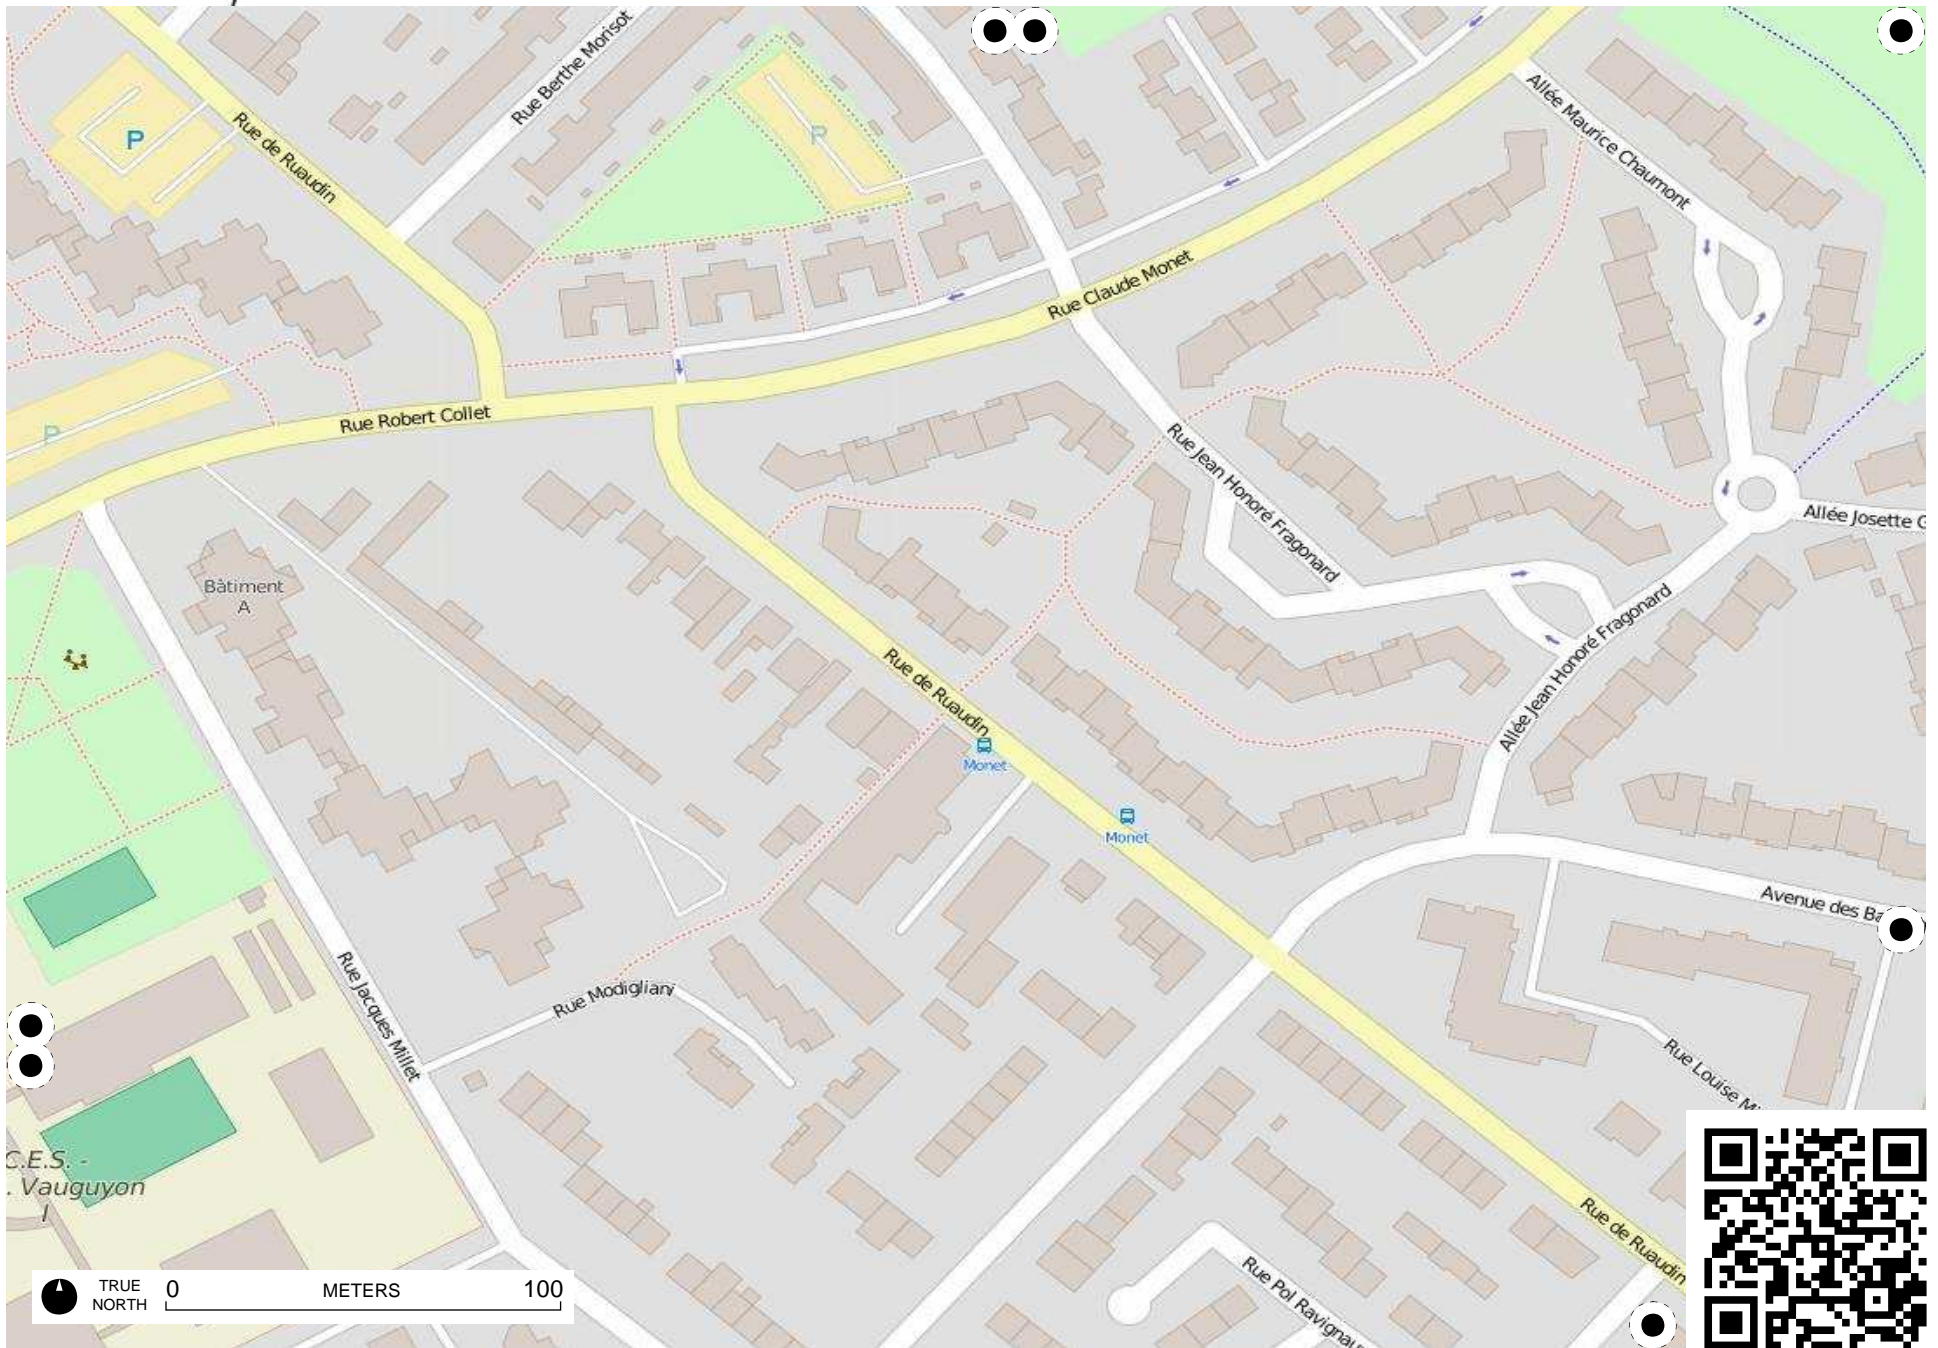 Rue Berthe Morisot
Rue de Ruaudin
P
P
Allée Maurice Chaumont
Rue Claude Monet
Rue Robert Collet
P
Rue Jean Honoré Fragonard
Allée Josette G
Bâtiment
A
Allée Jean Honoré Fragonard
Rue de Ruaudin
Monet
Monet
Avenue des Ba
Rue Jacques Millet
Rue Modigliani
Rue Louise Mi
C.E.S. -
. Vauguyon
I
Rue de Ruaudin
Rue Pol Ravignau
TRUE
NORTH
0 METERS 100